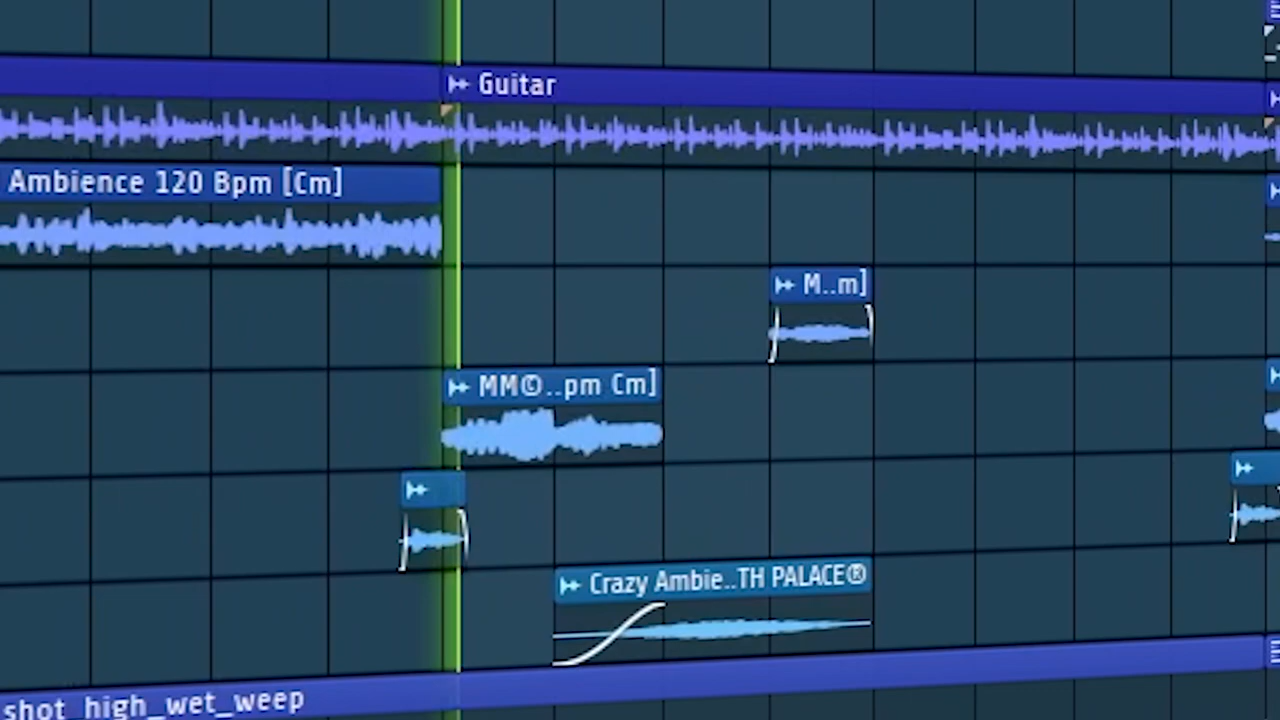 Guitar
Ambience 120 Bpm [Cm]
M..m]
MM©..pm Cm]
Crazy Ambie..TH PALACE®
shot_high_wet_weep